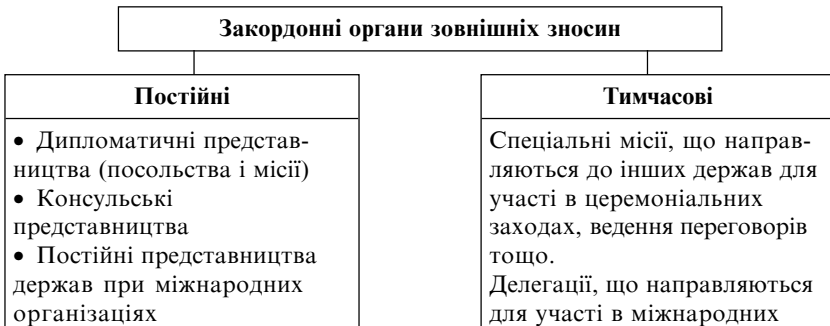 Закордонні органи зовнішніх зносин
Постійні
• Дипломатичні представ-
ництва (посольства і місії)
• Консульські
представництва
• Постійні представництва
держав при міжнародних
організаціях
Тимчасові
Спеціальні місії, що направ-
ляються до інших держав для
участі в церемоніальних
заходах, ведення переговорів
тощо.
Делегації, що направляються
для участі в міжнародних